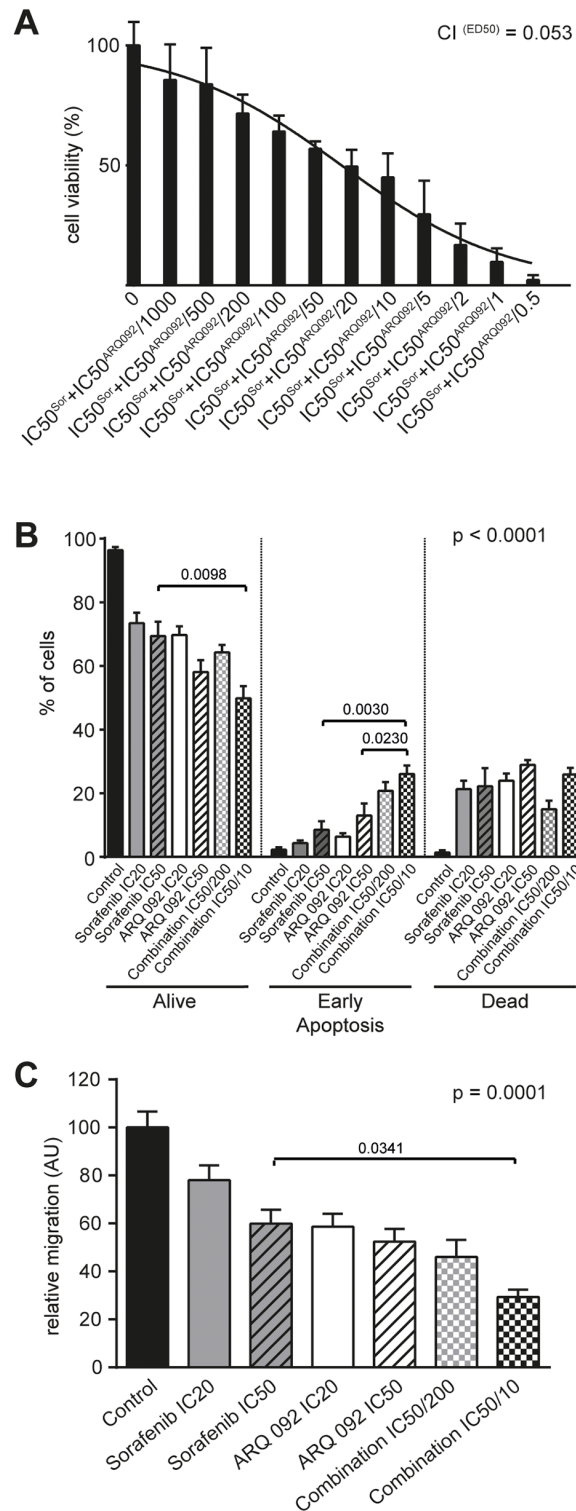 A
CI (ED50) = 0.053
cell viability (%)
100
50
0
IC50Sor+IC50ARQ092/1000
IC50Sor+IC50ARQ092/500
IC50Sor+IC50ARQ092/200
IC50Sor+IC50ARQ092/100
IC50Sor+IC50ARQ092/50
IC50Sor+IC50ARQ092/20
IC50Sor+IC50ARQ092/10
IC50Sor+IC50ARQ092/5
IC50Sor+IC50ARQ092/2
IC50Sor+IC50ARQ092/1
IC50Sor+IC50ARQ092/0.5
B
p < 0.0001
% of cells
100
80
60
40
20
0
0.0098
0.0030
0.0230
Control
Sorafenib IC20
Sorafenib IC50
ARQ 092 IC20
ARQ 092 IC50
Combination IC50/200
Combination IC50/10
Control
Sorafenib IC20
Sorafenib IC50
ARQ 092 IC20
ARQ 092 IC50
Combination IC50/200
Combination IC50/10
Control
Sorafenib IC20
Sorafenib IC50
ARQ 092 IC20
ARQ 092 IC50
Combination IC50/200
Combination IC50/10
Alive
Early
Apoptosis
Dead
C
p = 0.0001
relative migration (AU)
120
100
80
60
40
20
0
0.0341
Control
Sorafenib IC20
Sorafenib IC50
ARQ 092 IC20
ARQ 092 IC50
Combination IC50/200
Combination IC50/10